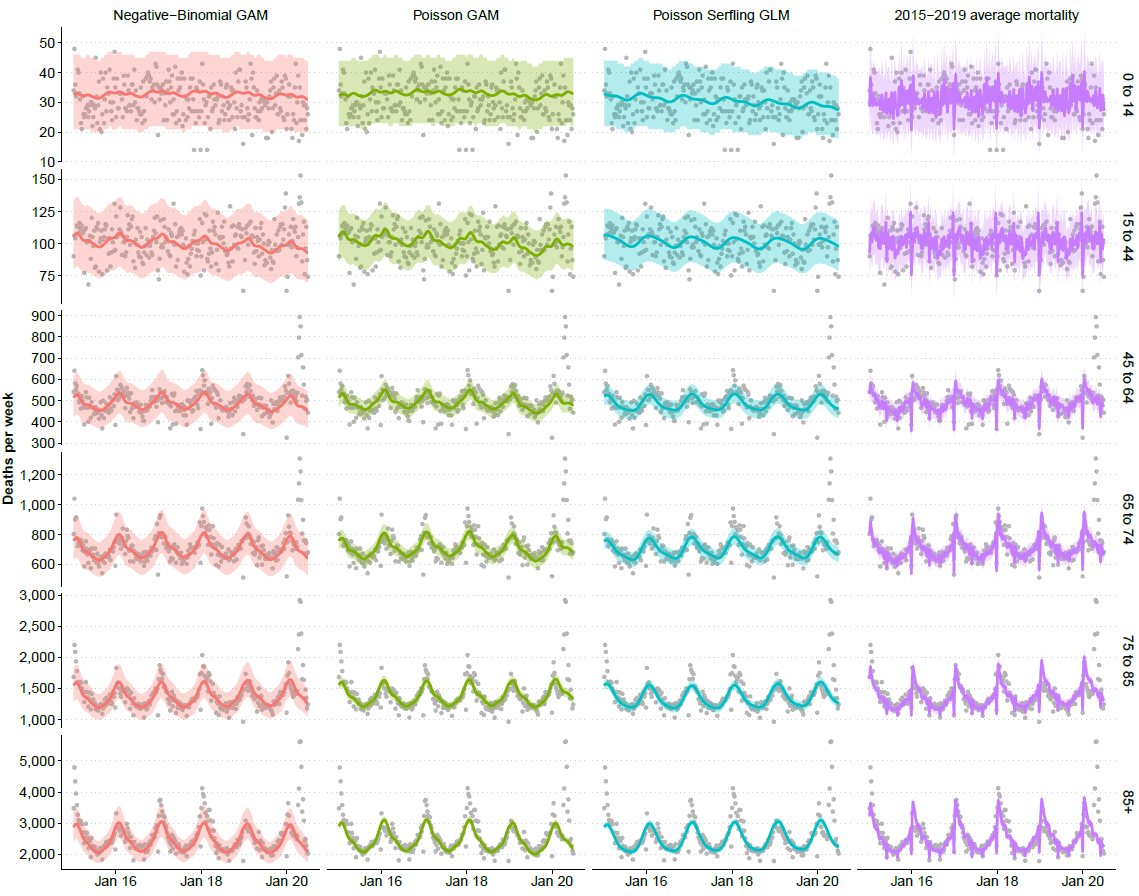 Negative−Binomial GAM
Poisson GAM
Poisson Serfling GLM
2015−2019 average mortality
Deaths per week
50
40
30
20
10
0 to 14
150
125
100
75
15 to 44
900
800
700
600
500
400
300
45 to 64
1,200
1,000
800
600
65 to 74
3,000
2,500
2,000
1,500
1,000
75 to 85
5,000
4,000
3,000
2,000
85+
Jan 16 Jan 18 Jan 20 Jan 16 Jan 18 Jan 20 Jan 16 Jan 18 Jan 20 Jan 16 Jan 18 Jan 20